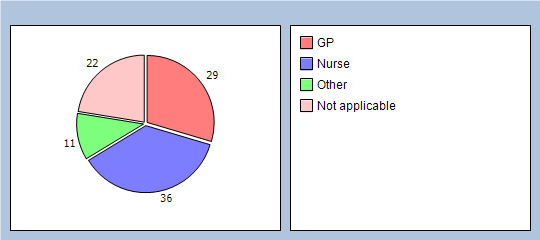 22
29
11
36
GP
Nurse
Other
Not applicable